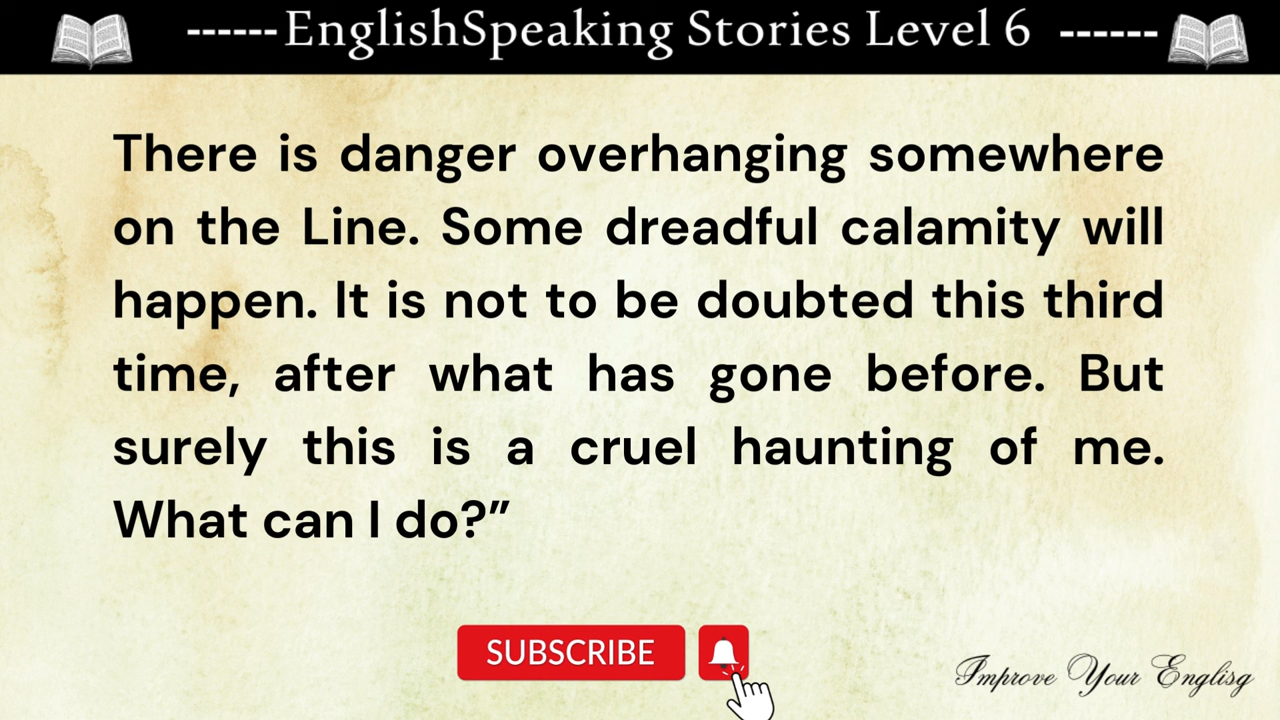 ------EnglishSpeaking Stories Level 6 ------
There is danger overhanging somewhere
on the Line. Some dreadful calamity will
happen. It is not to be doubted this third
time, after what has gone before. But
surely this is a cruel haunting of me.
What can I do?”
SUBSCRIBE
Improve Your Englisg